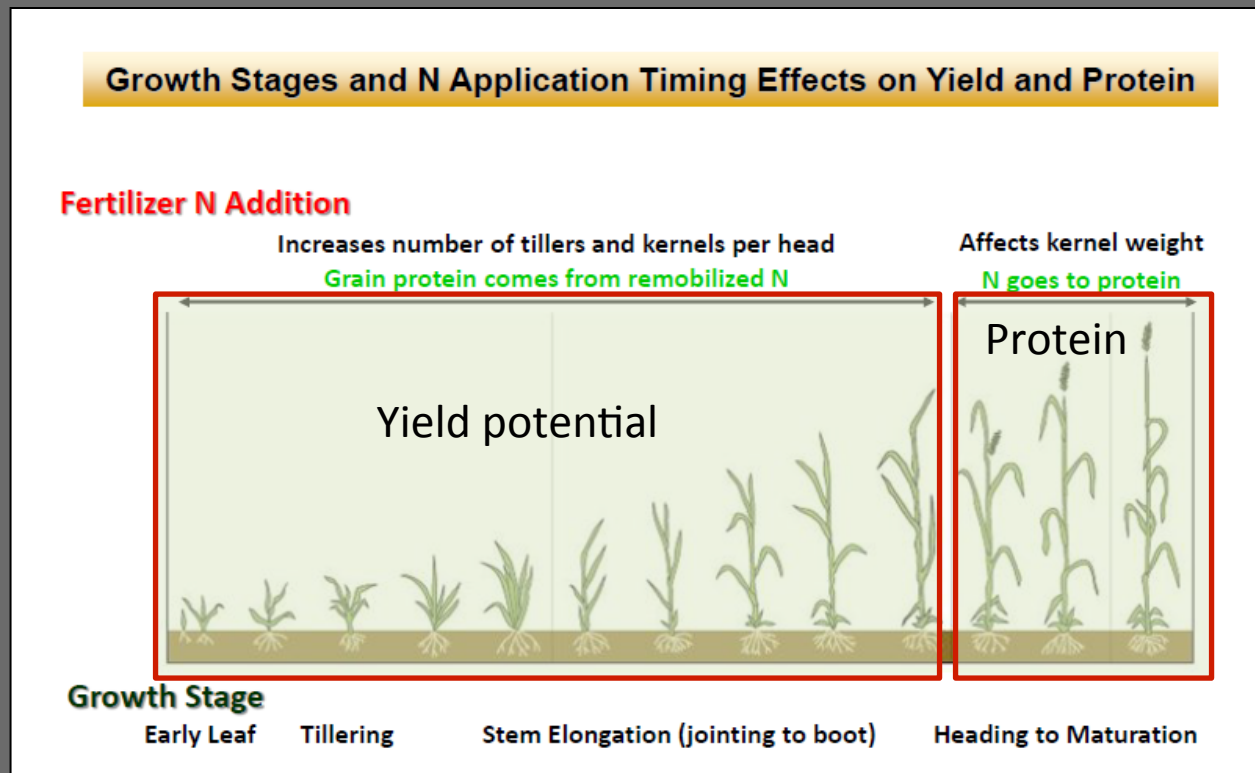 Growth Stages and N Application Timing Effects on Yield and Protein
Fertilizer N Addition
Increases number of tillers and kernels per head
Grain protein comes from remobilized N
Affects kernel weight
N goes to protein
Yield potential
Protein
Growth Stage
Early Leaf Tillering Stem Elongation (jointing to boot) Heading to Maturation